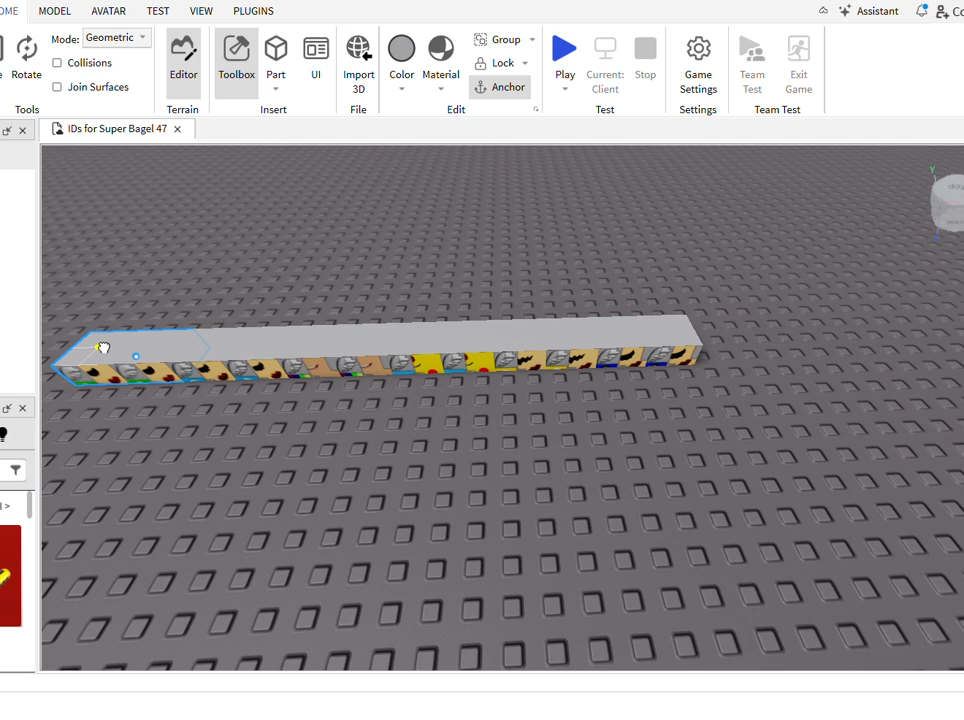 OME MODEL AVATAR TEST VIEW PLUGINS Assistant Co
Rotate
Mode: Geometric
Collisions
Join Surfaces
Tools
Editor
Terrain
Toolbox Part UI
Insert
Import
3D
File
Color Material
Group
Lock
Anchor
Edit
Play Current:
Client Stop
Test
Game
Settings
Settings
Team
Test Exit
Game
Team Test
IDs for Super Bagel 47
Y
l >